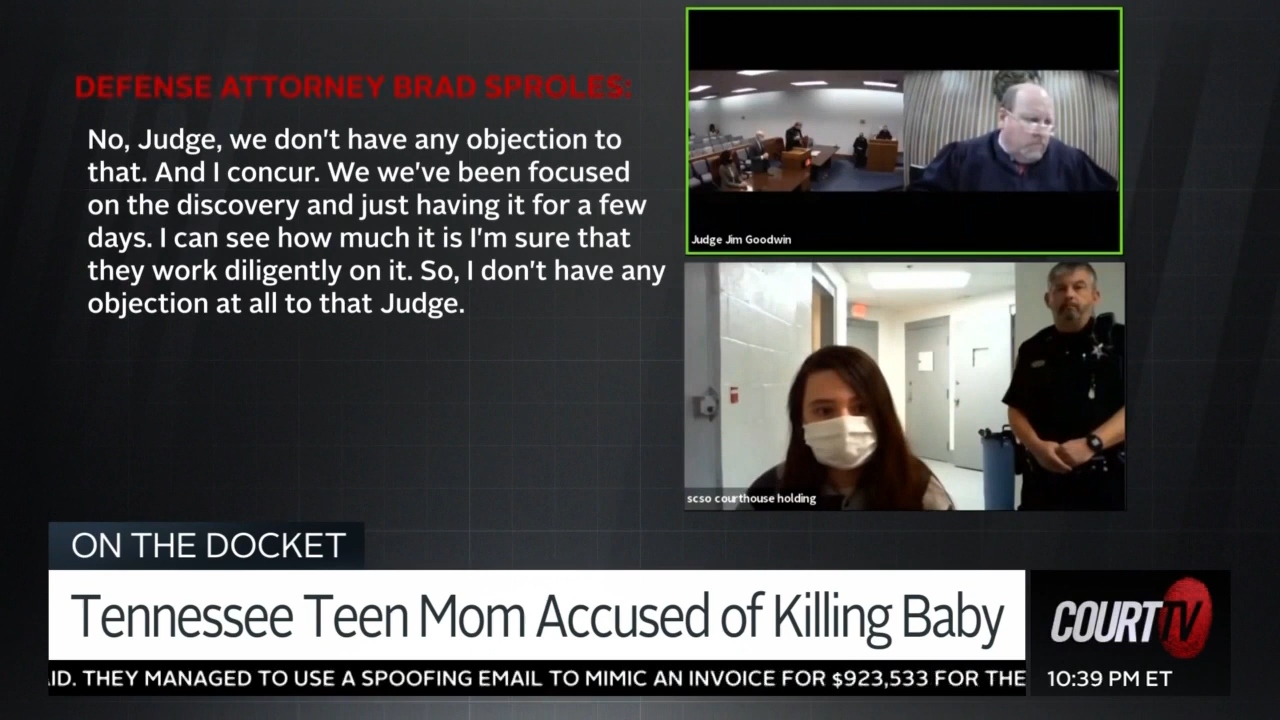 DEFENSE ATTORNEY BRAD SPROLES:
No, Judge, we don't have any objection to
that. And I concur. We we've been focused
on the discovery and just having it for a few
days. I can see how much it is I'm sure that
they work diligently on it. So, I don't have any
objection at all to that Judge.
Judge Jim Goodwin
scso courthouse holding
ON THE DOCKET
Tennessee Teen Mom Accused of Killing Baby
COURT TV
ID. THEY MANAGED TO USE A SPOOFING EMAIL TO MIMIC AN INVOICE FOR $923,533 FOR THE
10:39 PM ET